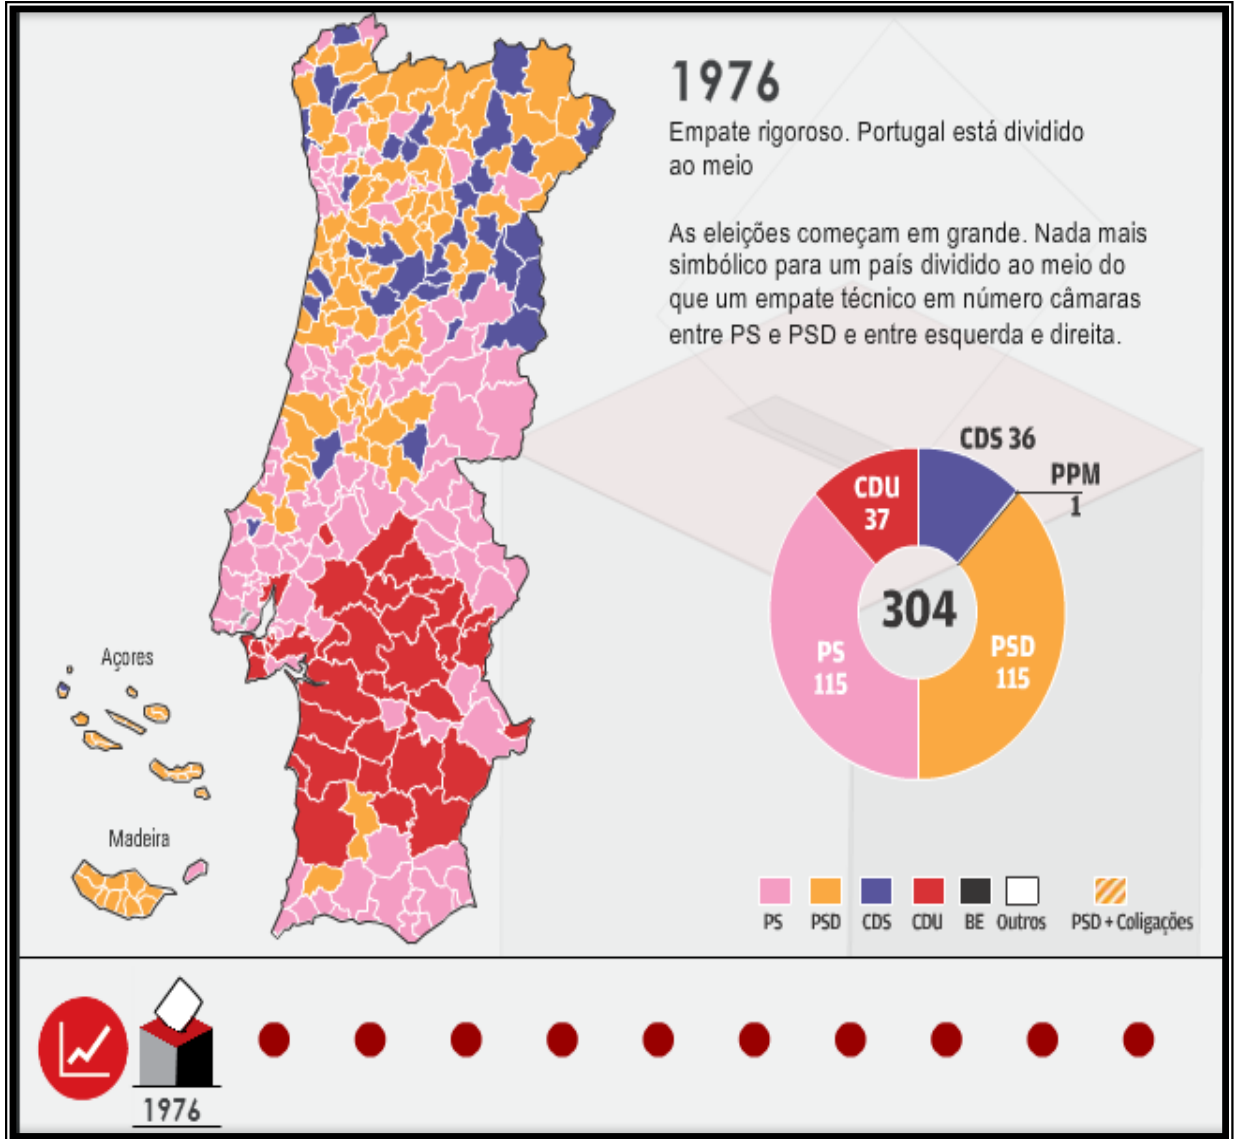 1976
Empate rigoroso. Portugal está dividido
ao meio
As eleições começam em grande. Nada mais
simbólico para um país dividido ao meio do
que um empate técnico em número câmaras
entre PS e PSD e entre esquerda e direita.
CDS 36
PPM
1
CDU
37
304
PS
115
PSD
115
Açores
Madeira
PS PSD CDS CDU BE Outros PSD + Coligações
1976